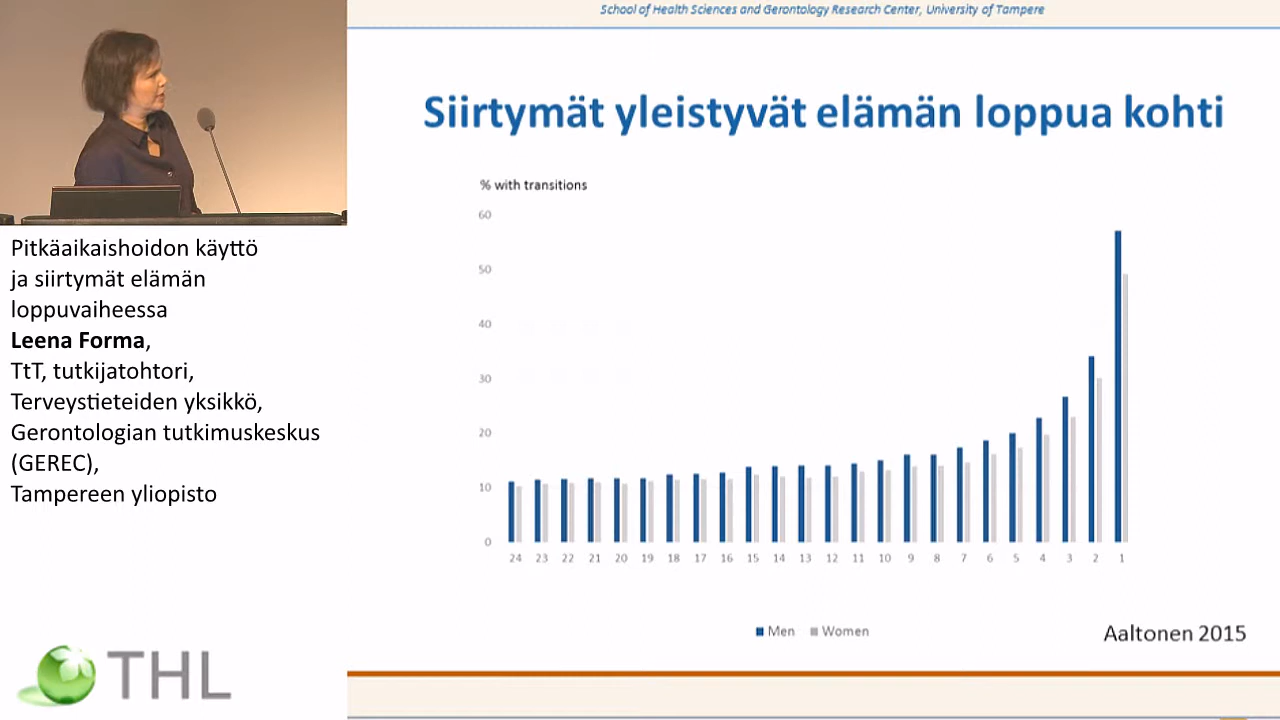 School of Health Sciences and Gerontology Research Center, University of Tampere
Siirtymät yleistyvät elämän loppua kohti
% with transitions
60
50
40
30
20
10
0
24 23 22 21 20 19 18 17 16 15 14 13 12 11 10 9 8 7 6 5 4 3 2 1
Men Women
Aaltonen 2015
Pitkäaikaishoidon käyttö
ja siirtymät elämän
loppuvaiheessa
Leena Forma,
TtT, tutkijatohtori,
Terveystieteiden yksikkö,
Gerontologian tutkimuskeskus
(GEREC),
Tampereen yliopisto
THL